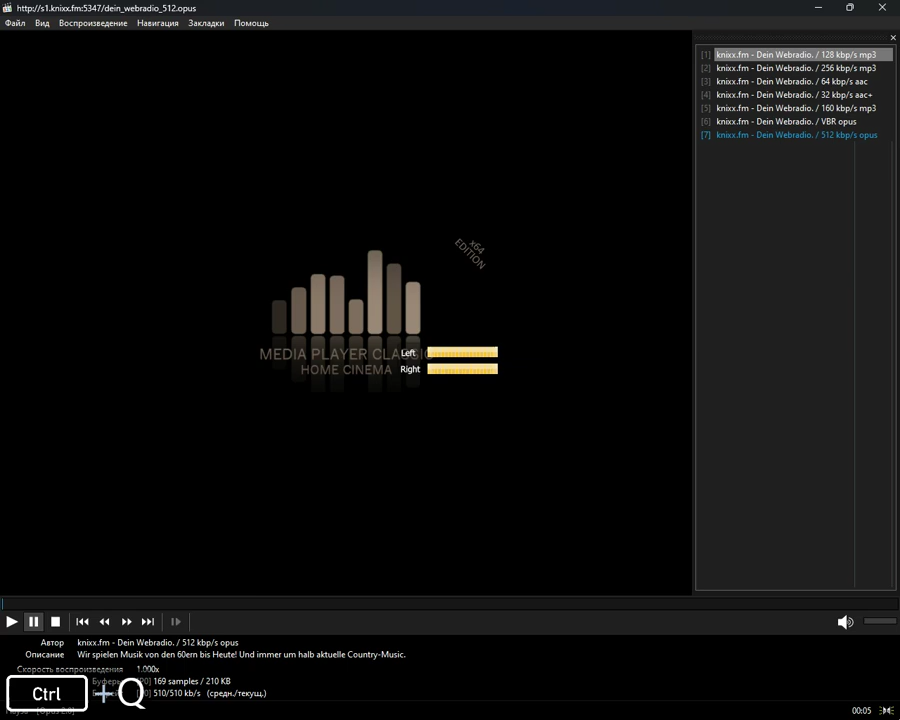 http://s1.knixx.fm:5347/dein_webradio_512.opus
Файл Вид Воспроизведение Навигация Закладки Помощь
[1] knixx.fm - Dein Webradio. / 128 kbp/s mp3
[2] knixx.fm - Dein Webradio. / 256 kbp/s mp3
[3] knixx.fm - Dein Webradio. / 64 kbp/s aac
[4] knixx.fm - Dein Webradio. / 32 kbp/s aac+
[5] knixx.fm - Dein Webradio. / 160 kbp/s mp3
[6] knixx.fm - Dein Webradio. / VBR opus
[7] knixx.fm - Dein Webradio. / 512 kbp/s opus
x64
EDITION
MEDIA PLAYER CLASSIC
HOME CINEMA
Left
Right
Автор knixx.fm - Dein Webradio. / 512 kbp/s opus
Описание Wir spielen Musik von den 60ern bis Heute! Und immer um halb aktuelle Country-Music.
Скорость воспроизведения 1.000x
169 samples / 210 KB
510/510 kb/s (средн./текущ.)
Ctrl + Q
00:05